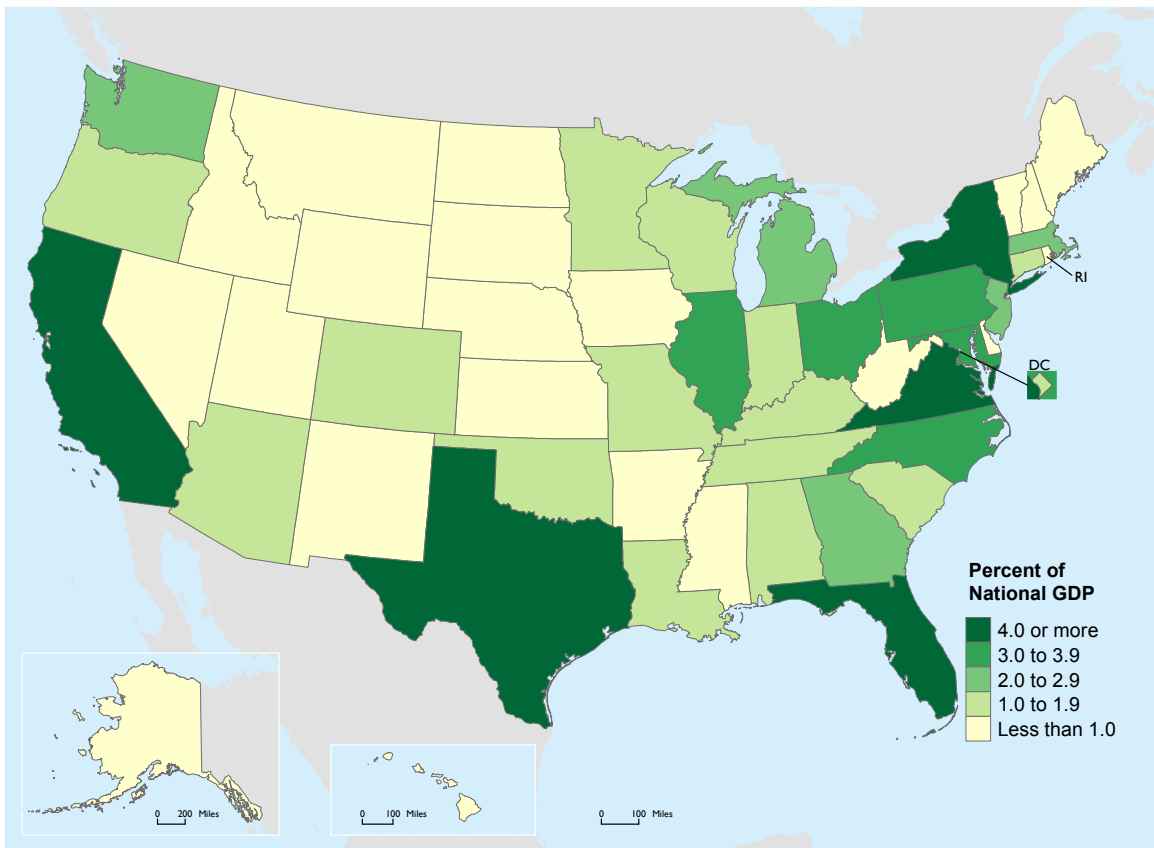 RI
DC
Percent of
National GDP
4.0 or more
3.0 to 3.9
2.0 to 2.9
1.0 to 1.9
Less than 1.0
0 200 Miles
0 100 Miles
0 100 Miles